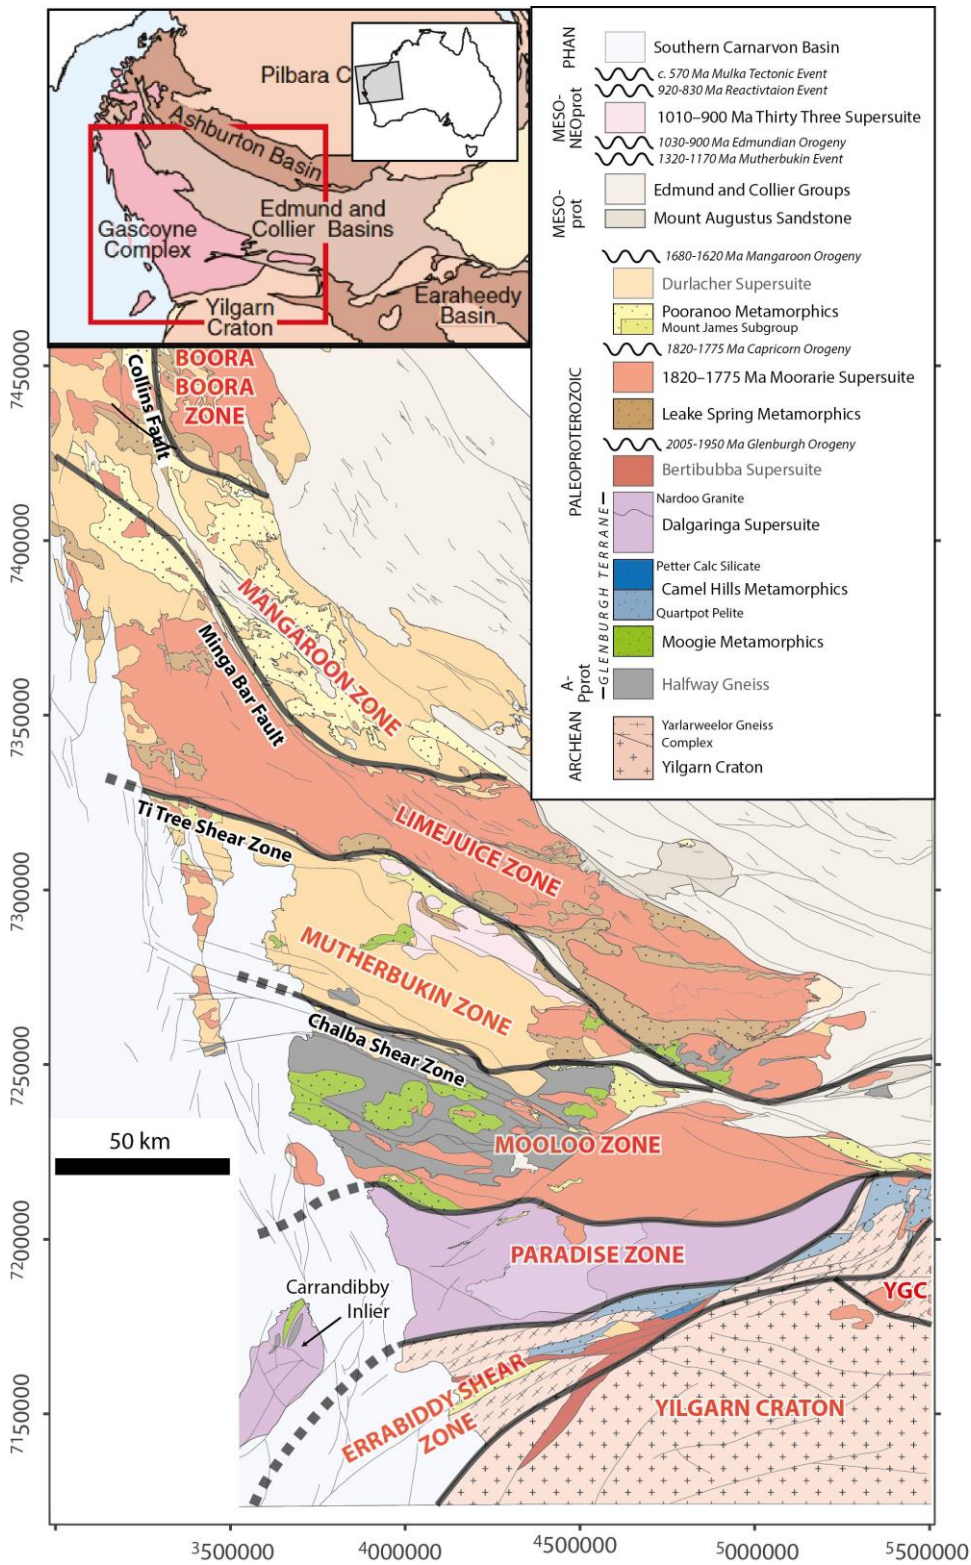 Pilbara C
Ashburton Basin
Edmund and
Collier Basins
Gascoyne
Complex
Yilgarn
Craton
Earaheedy
Basin
PHAN
Southern Carnarvon Basin
c. 570 Ma Mulka Tectonic Event
920-830 Ma Reactivtaion Event
MESO-
NEOprot
1010–900 Ma Thirty Three Supersuite
1030-900 Ma Edmundian Orogeny
1320-1170 Ma Mutherbukin Event
MESO-
prot
Edmund and Collier Groups
Mount Augustus Sandstone
1680-1620 Ma Mangaroon Orogeny
PALEOPROTEROZOIC
Durlacher Supersuite
Pooranoo Metamorphics
Mount James Subgroup
1820-1775 Ma Capricorn Orogeny
1820–1775 Ma Moorarie Supersuite
Leake Spring Metamorphics
2005-1950 Ma Glenburgh Orogeny
Bertibubba Supersuite
GLENBURGH TERRANE
Nardoo Granite
Dalgaringa Supersuite
Petter Calc Silicate
Camel Hills Metamorphics
Quartpot Pelite
Moogie Metamorphics
A-
Pprot
Halfway Gneiss
ARCHEAN
Yarlarweelor Gneiss
Complex
Yilgarn Craton
BOORA
BOORA
ZONE
Collins Fault
MANGAROON ZONE
Minga Bar Fault
LIMEJUICE ZONE
Ti Tree Shear Zone
MUTHERBUKIN ZONE
Chalba Shear Zone
MOOLOO ZONE
50 km
PARADISE ZONE
YGC
Carrandibby
Inlier
ERRABIDDY SHEAR
ZONE
YILGARN CRATON
7450000
7400000
7350000
7300000
7250000
7200000
7150000
3500000
4000000
4500000
5000000
5500000